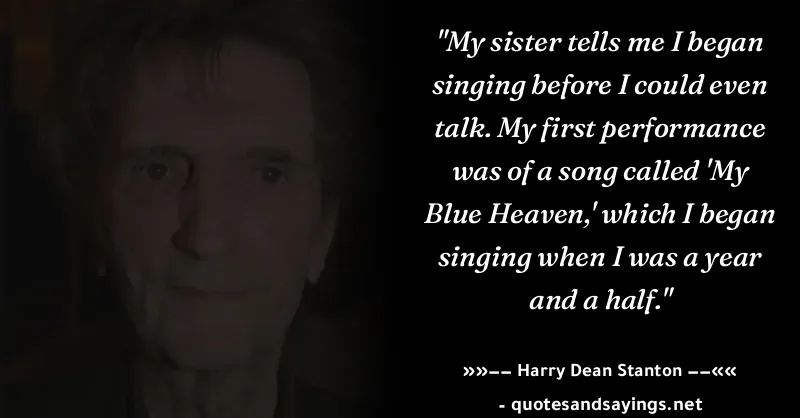 "My sister tells me I began
singing before I could even
talk. My first performance
was of a song called 'My
Blue Heaven,' which I began
singing when I was a year
and a half."
»»–– Harry Dean Stanton ––««
- quotesandsayings.net